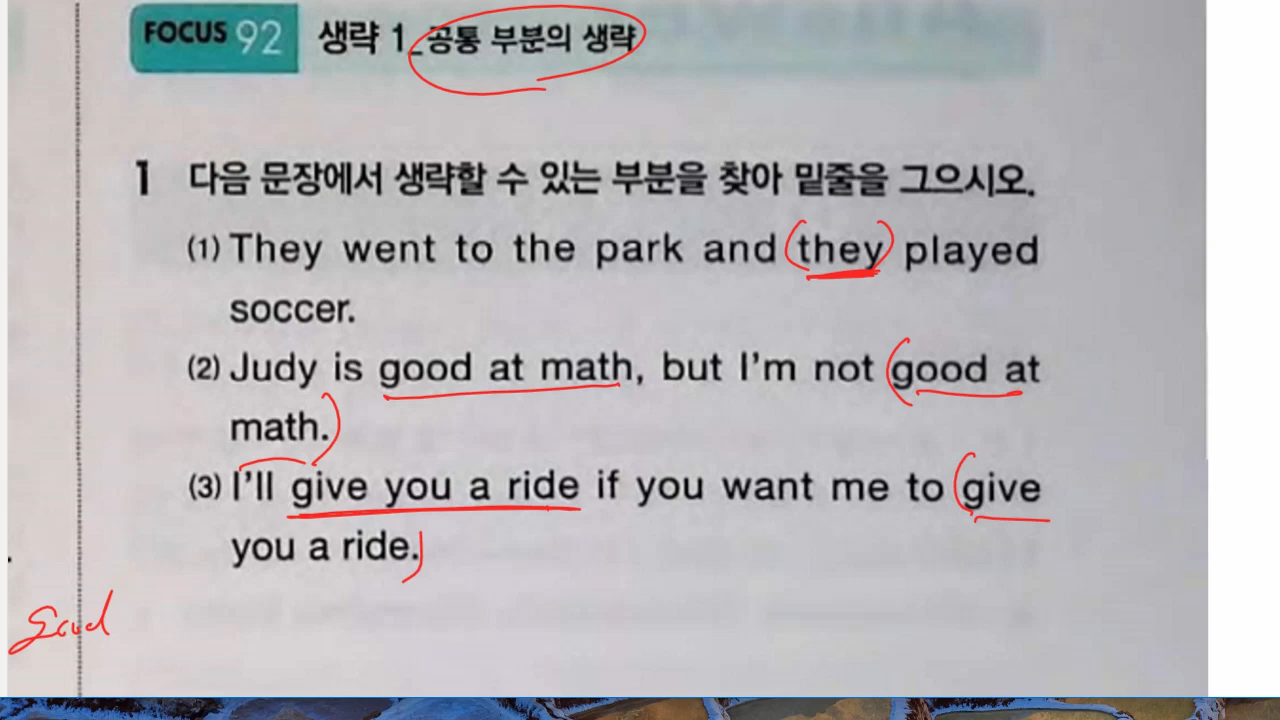 FOCUS 92 생략 1_공통 부분의 생략
1 다음 문장에서 생략할 수 있는 부분을 찾아 밑줄을 그으시오.
(1) They went to the park and (they) played
soccer.
(2) Judy is good at math, but I'm not (good at
math.)
(3) I'll give you a ride if you want me to (give
you a ride.)
Good